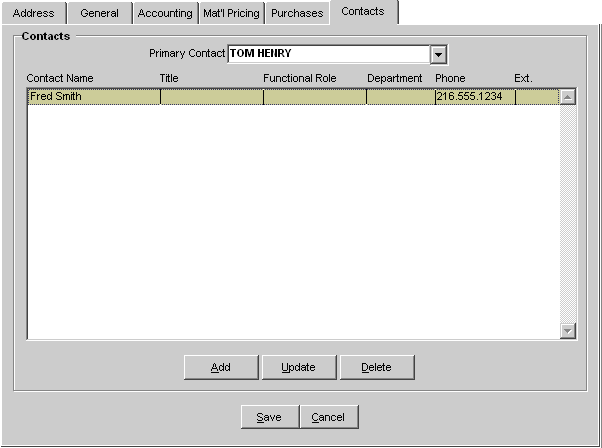 Address General Accounting Mat'l Pricing Purchases Contacts
Contacts
Primary Contact TOM HENRY
Contact Name Title Functional Role Department Phone Ext.
Fred Smith 216.555.1234
Add Update Delete
Save Cancel